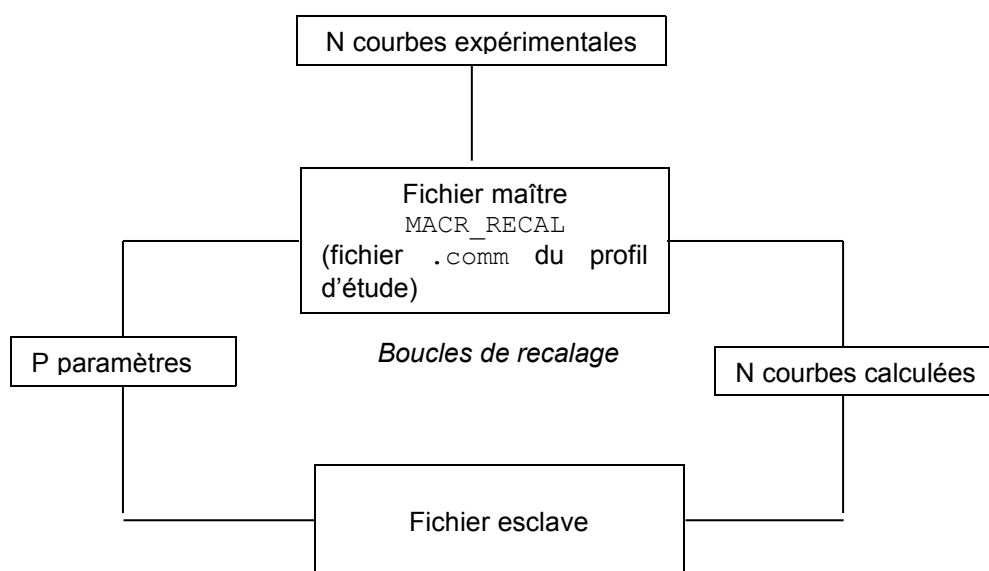 N courbes expérimentales
Fichier maître
MACR_RECAL
(fichier .comm du profil
d’étude)
Boucles de recalage
P paramètres
N courbes calculées
Fichier esclave